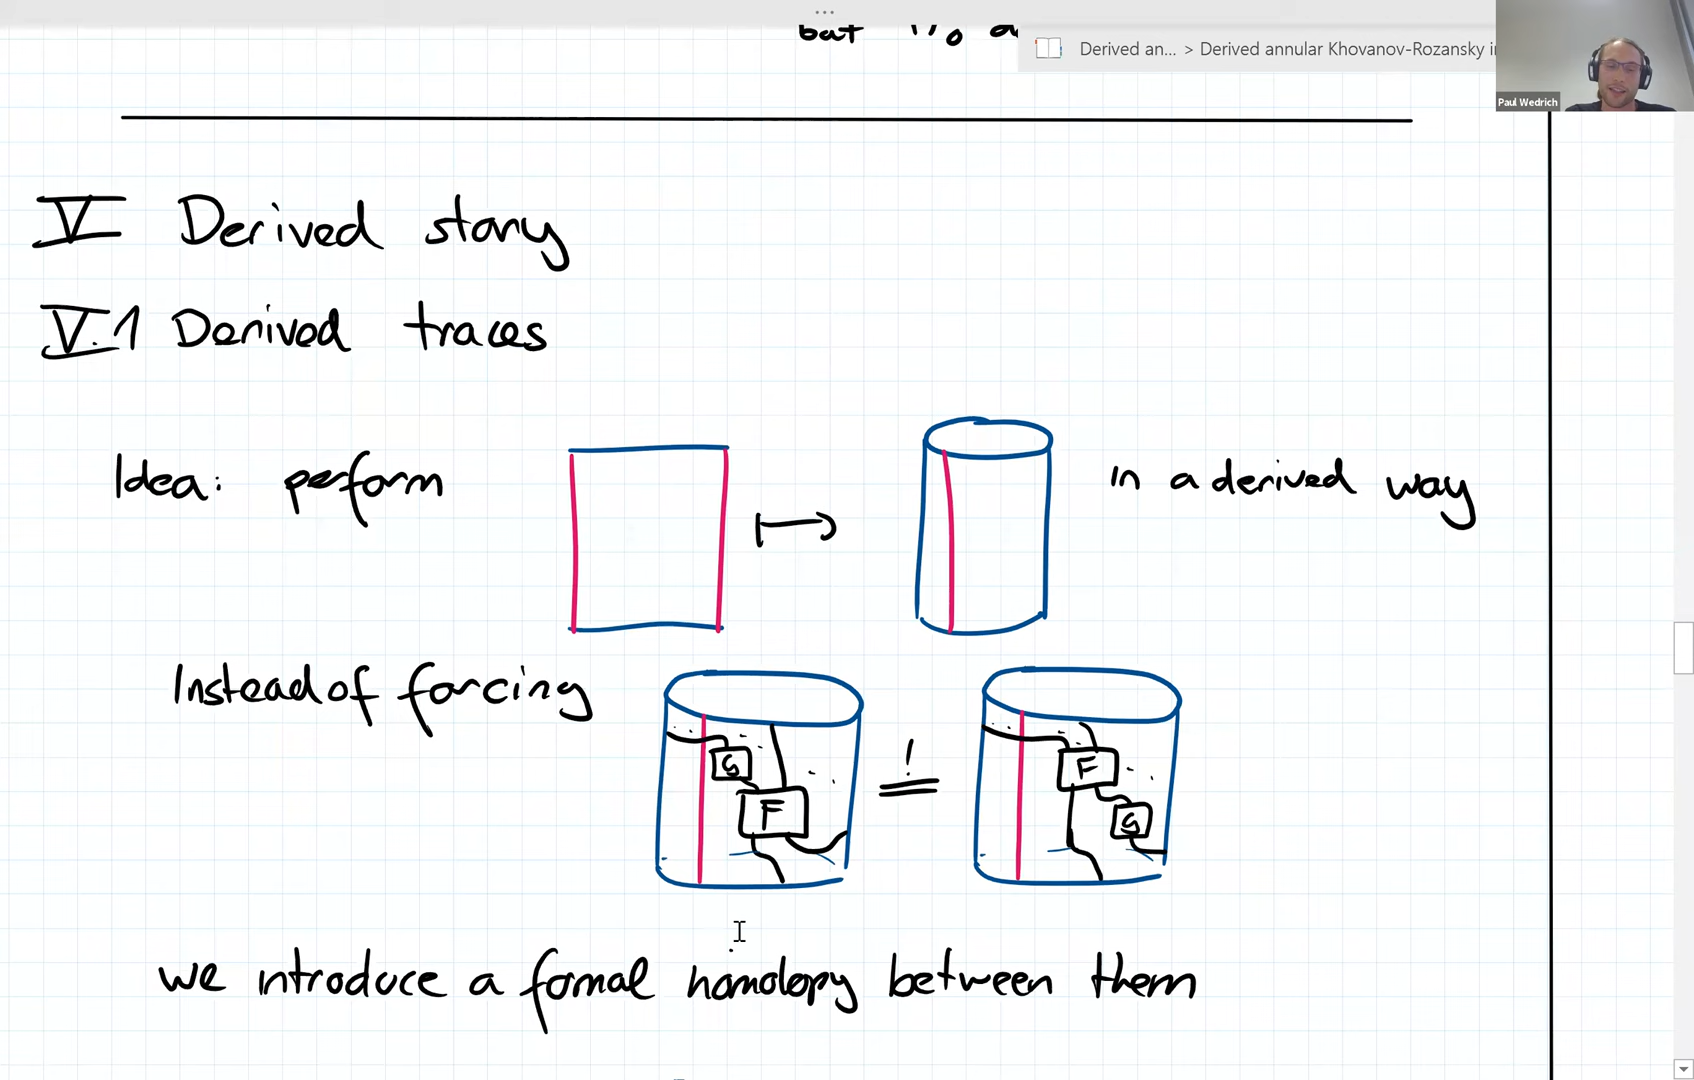 but
Derived an... > Derived annular Khovanov-Rozansky
Paul Wedrich
V Derived story
V.1 Derived traces
Idea: perform in a derived way
Instead of forcing
G F ! = F G
we introduce a formal homotopy between them